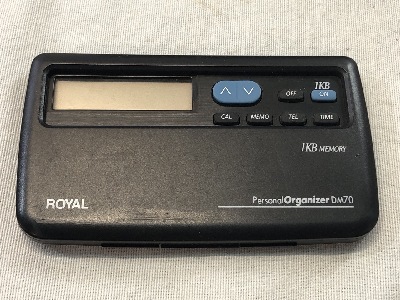 1KB
OFF ON
CAL MEMO TEL TIME
1KB MEMORY
ROYAL
PersonalOrganizer DM70